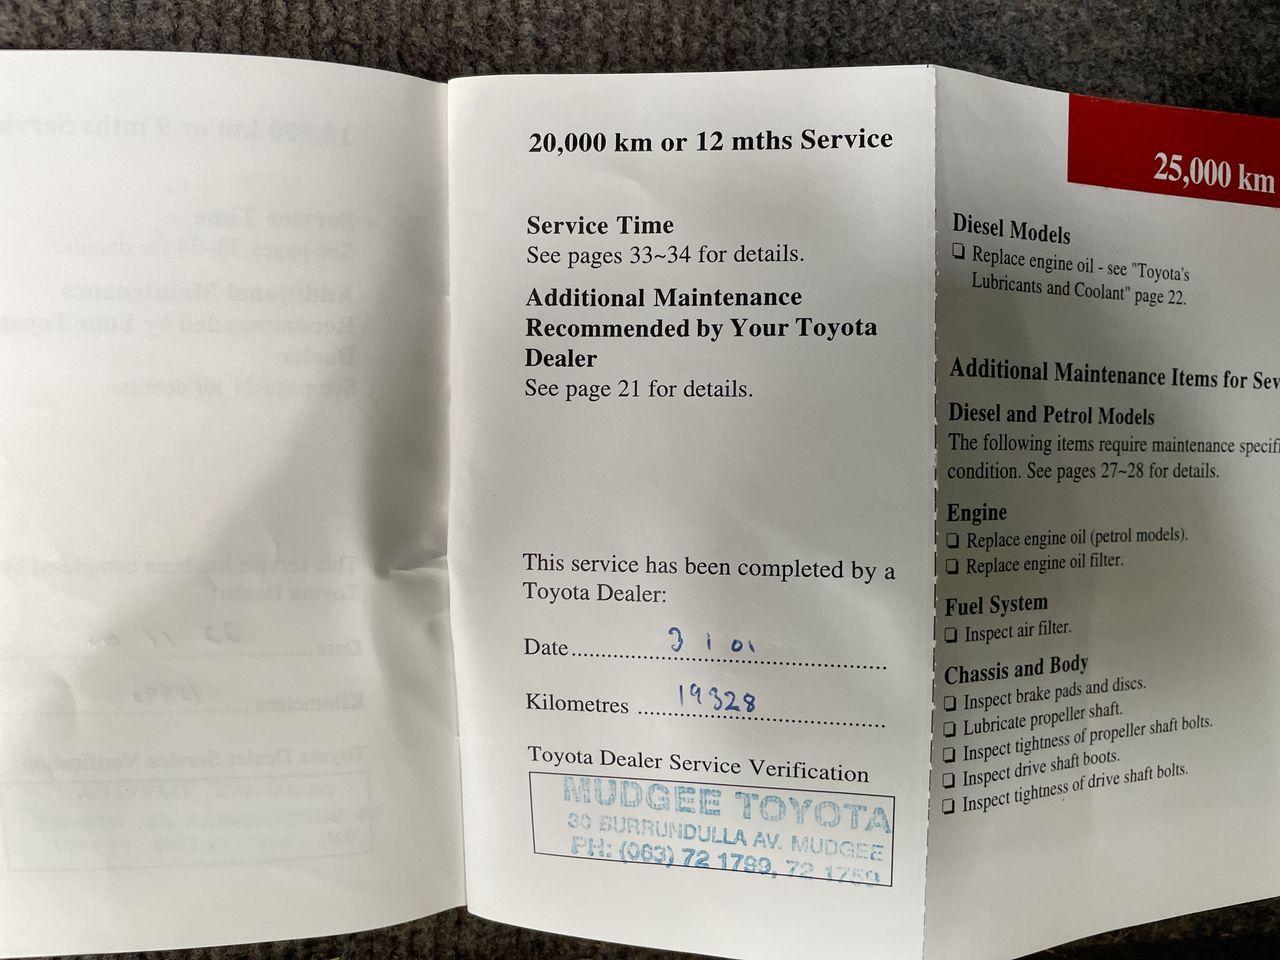 20,000 km or 12 mths Service
Service Time
See pages 33~34 for details.
Additional Maintenance
Recommended by Your Toyota
Dealer
See page 21 for details.
This service has been completed by a
Toyota Dealer:
Date 3 1 01
Kilometres 19328
Toyota Dealer Service Verification
MUDGEE TOYOTA
30 BURRUNDULLA AV. MUDGEE
PH: (063) 72 1799, 72
25,000 km
Diesel Models
❑ Replace engine oil - see "Toyota's
Lubricants and Coolant" page 22.
Additional Maintenance Items for Sev
Diesel and Petrol Models
The following items require maintenance specifi
condition. See pages 27~28 for details.
Engine
❑ Replace engine oil (petrol models).
❑ Replace engine oil filter.
Fuel System
❑ Inspect air filter.
Chassis and Body
❑ Inspect brake pads and discs.
❑ Lubricate propeller shaft.
❑ Inspect tightness of propeller shaft bolts.
❑ Inspect drive shaft boots.
❑ Inspect tightness of drive shaft bolts.